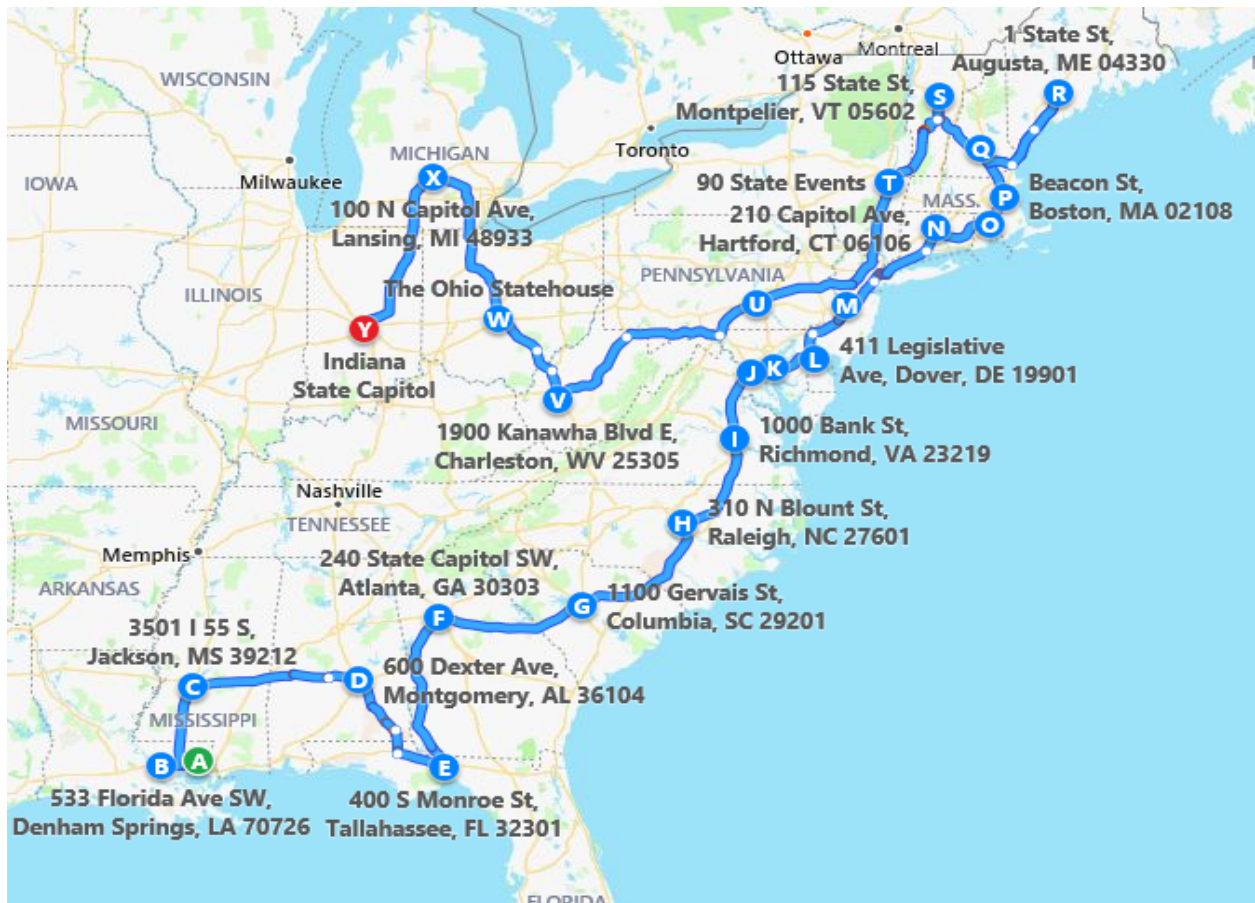 WISCONSIN
Ottawa
Montreal
1 State St,
Augusta, ME 04330
115 State St,
Montpelier, VT 05602
S
R
Toronto
MICHIGAN
Milwaukee
IOWA
X
Q
T
90 State Events
MASS.
P
Beacon St,
Boston, MA 02108
100 N Capitol Ave,
Lansing, MI 48933
210 Capitol Ave,
Hartford, CT 06106
N
O
PENNSYLVANIA
ILLINOIS
The Ohio Statehouse
U
M
W
Y
Indiana
State Capitol
411 Legislative
Ave, Dover, DE 19901
L
J
K
V
MISSOURI
1900 Kanawha Blvd E,
Charleston, WV 25305
I
1000 Bank St,
Richmond, VA 23219
Nashville
TENNESSEE
H
310 N Blount St,
Raleigh, NC 27601
Memphis
240 State Capitol SW,
Atlanta, GA 30303
ARKANSAS
F
G
1100 Gervais St,
Columbia, SC 29201
3501 I 55 S,
Jackson, MS 39212
C
D
600 Dexter Ave,
Montgomery, AL 36104
MISSISSIPPI
B
A
E
533 Florida Ave SW,
Denham Springs, LA 70726
400 S Monroe St,
Tallahassee, FL 32301
FLORIDA